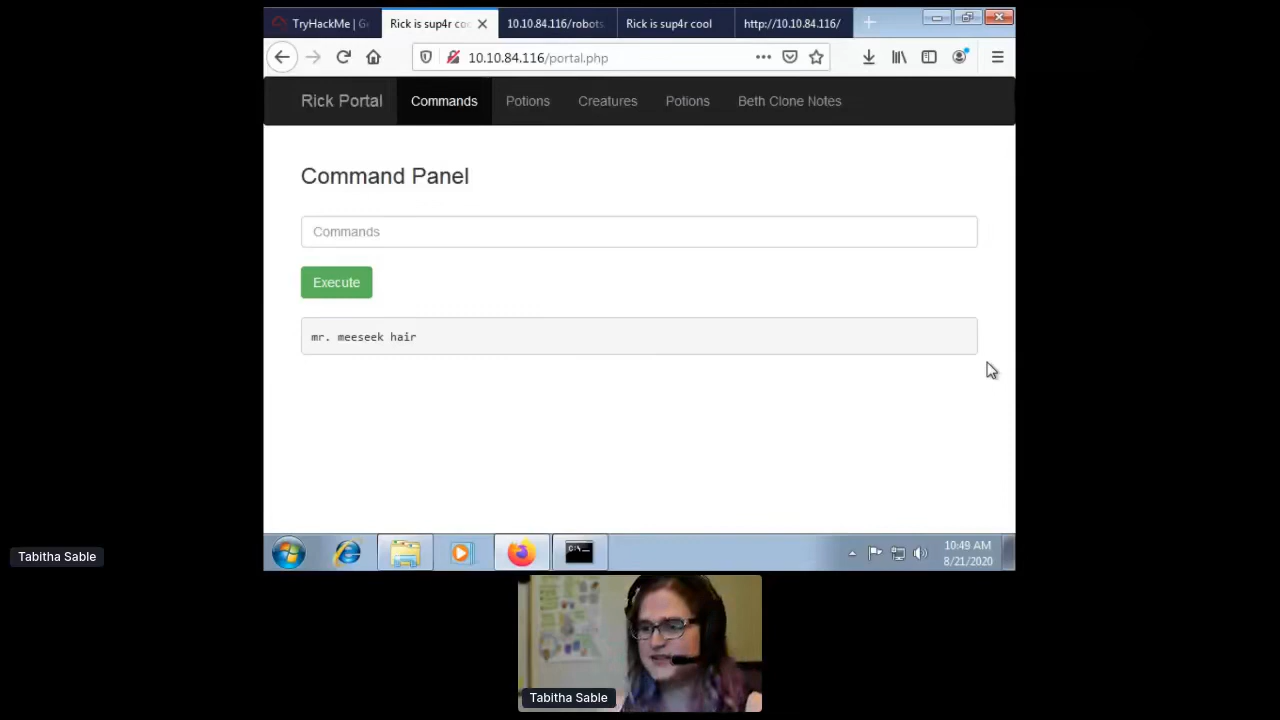 TryHackMe | G
Rick is sup4r co
10.10.84.116/robots.
Rick is sup4r cool
http://10.10.84.116/
10.10.84.116/portal.php
Rick Portal
Commands
Potions
Creatures
Potions
Beth Clone Notes
Command Panel
Commands
Execute
mr. meeseek hair
C:\_
10:49 AM
8/21/2020
Tabitha Sable
Tabitha Sable